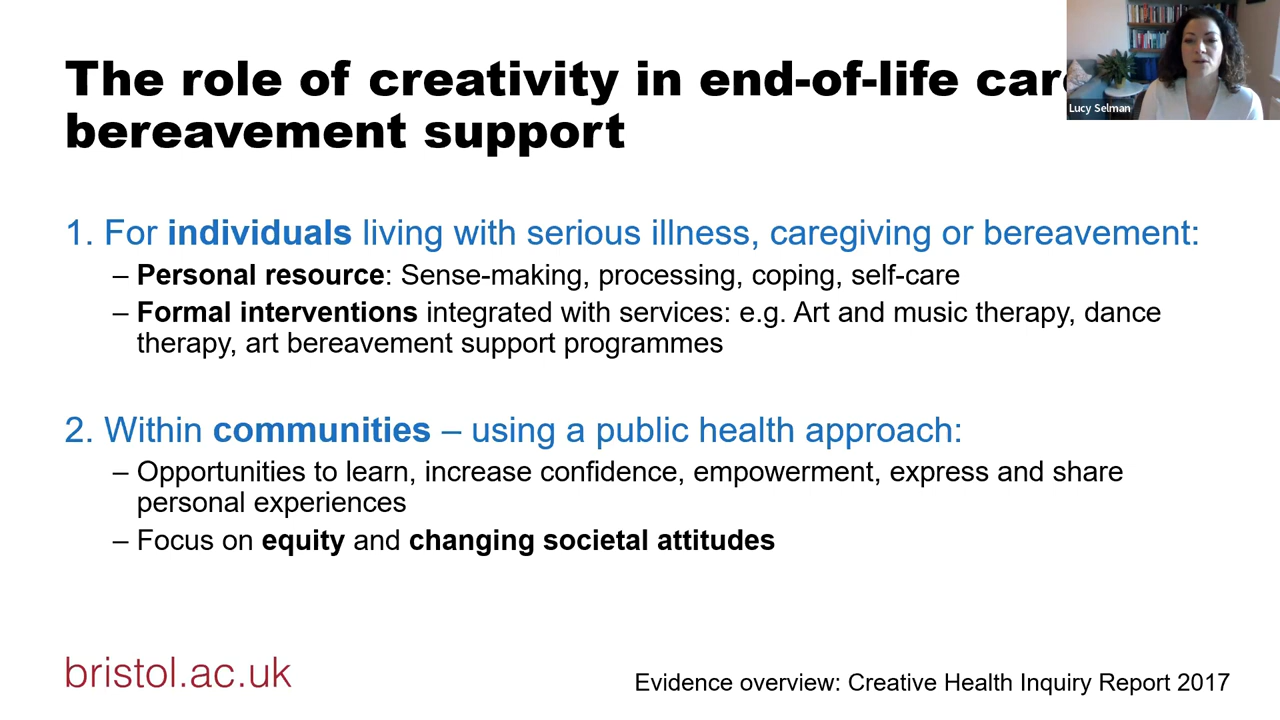 The role of creativity in end-of-life
bereavement support
Lucy Selman
1. For individuals living with serious illness, caregiving or bereavement:
– Personal resource: Sense-making, processing, coping, self-care
– Formal interventions integrated with services: e.g. Art and music therapy, dance
therapy, art bereavement support programmes
2. Within communities – using a public health approach:
– Opportunities to learn, increase confidence, empowerment, express and share
personal experiences
– Focus on equity and changing societal attitudes
bristol.ac.uk
Evidence overview: Creative Health Inquiry Report 2017